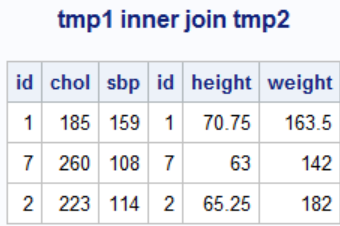 tmp1 inner join tmp2
id chol sbp id height weight
1 185 159 1 70.75 163.5
7 260 108 7 63 142
2 223 114 2 65.25 182